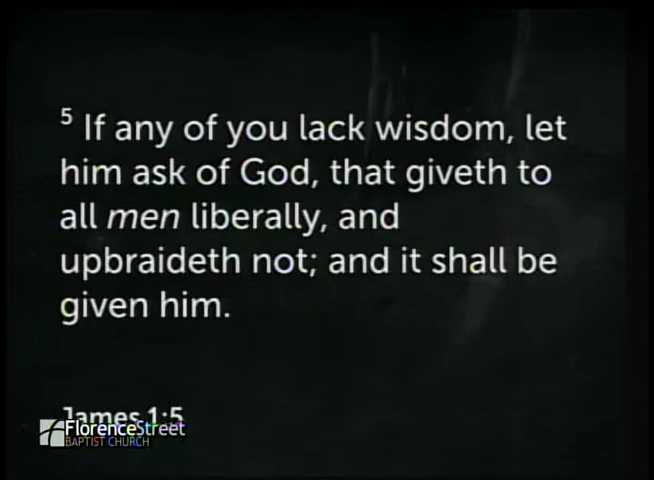 5 If any of you lack wisdom, let
him ask of God, that giveth to
all men liberally, and
upbraideth not; and it shall be
given him.
James 1:5
FlorenceStreet
BAPTIST CHURCH